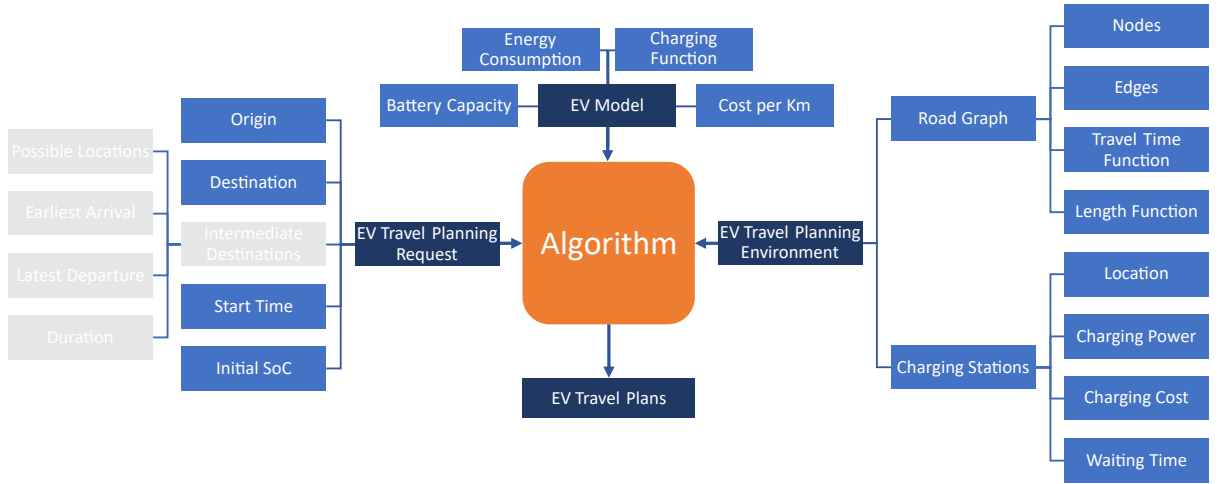 Energy
Consumption
Charging
Function
Battery Capacity
EV Model
Cost per Km
Possible Locations
Earliest Arrival
Latest Departure
Duration
Origin
Destination
Intermediate
Destinations
Start Time
Initial SoC
EV Travel Planning
Request
Algorithm
EV Travel Planning
Environment
EV Travel Plans
Road Graph
Nodes
Edges
Travel Time
Function
Length Function
Charging Stations
Location
Charging Power
Charging Cost
Waiting Time